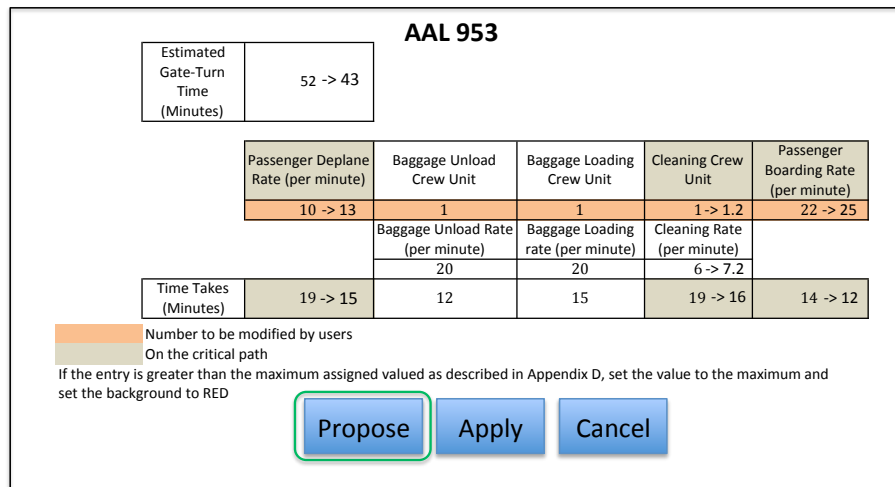 AAL 953
Estimated
Gate-Turn
Time
(Minutes)
52 -> 43
Passenger Deplane
Rate (per minute)
Baggage Unload
Crew Unit
Baggage Loading
Crew Unit
Cleaning Crew
Unit
Passenger
Boarding Rate
(per minute)
10 -> 13
1
1
1 -> 1.2
22 -> 25
Baggage Unload Rate
(per minute)
Baggage Loading
rate (per minute)
Cleaning Rate
(per minute)
20
20
6 -> 7.2
Time Takes
(Minutes)
19 -> 15
12
15
19 -> 16
14 -> 12
Number to be modified by users
On the critical path
If the entry is greater than the maximum assigned valued as described in Appendix D, set the value to the maximum and
set the background to RED
Propose
Apply
Cancel